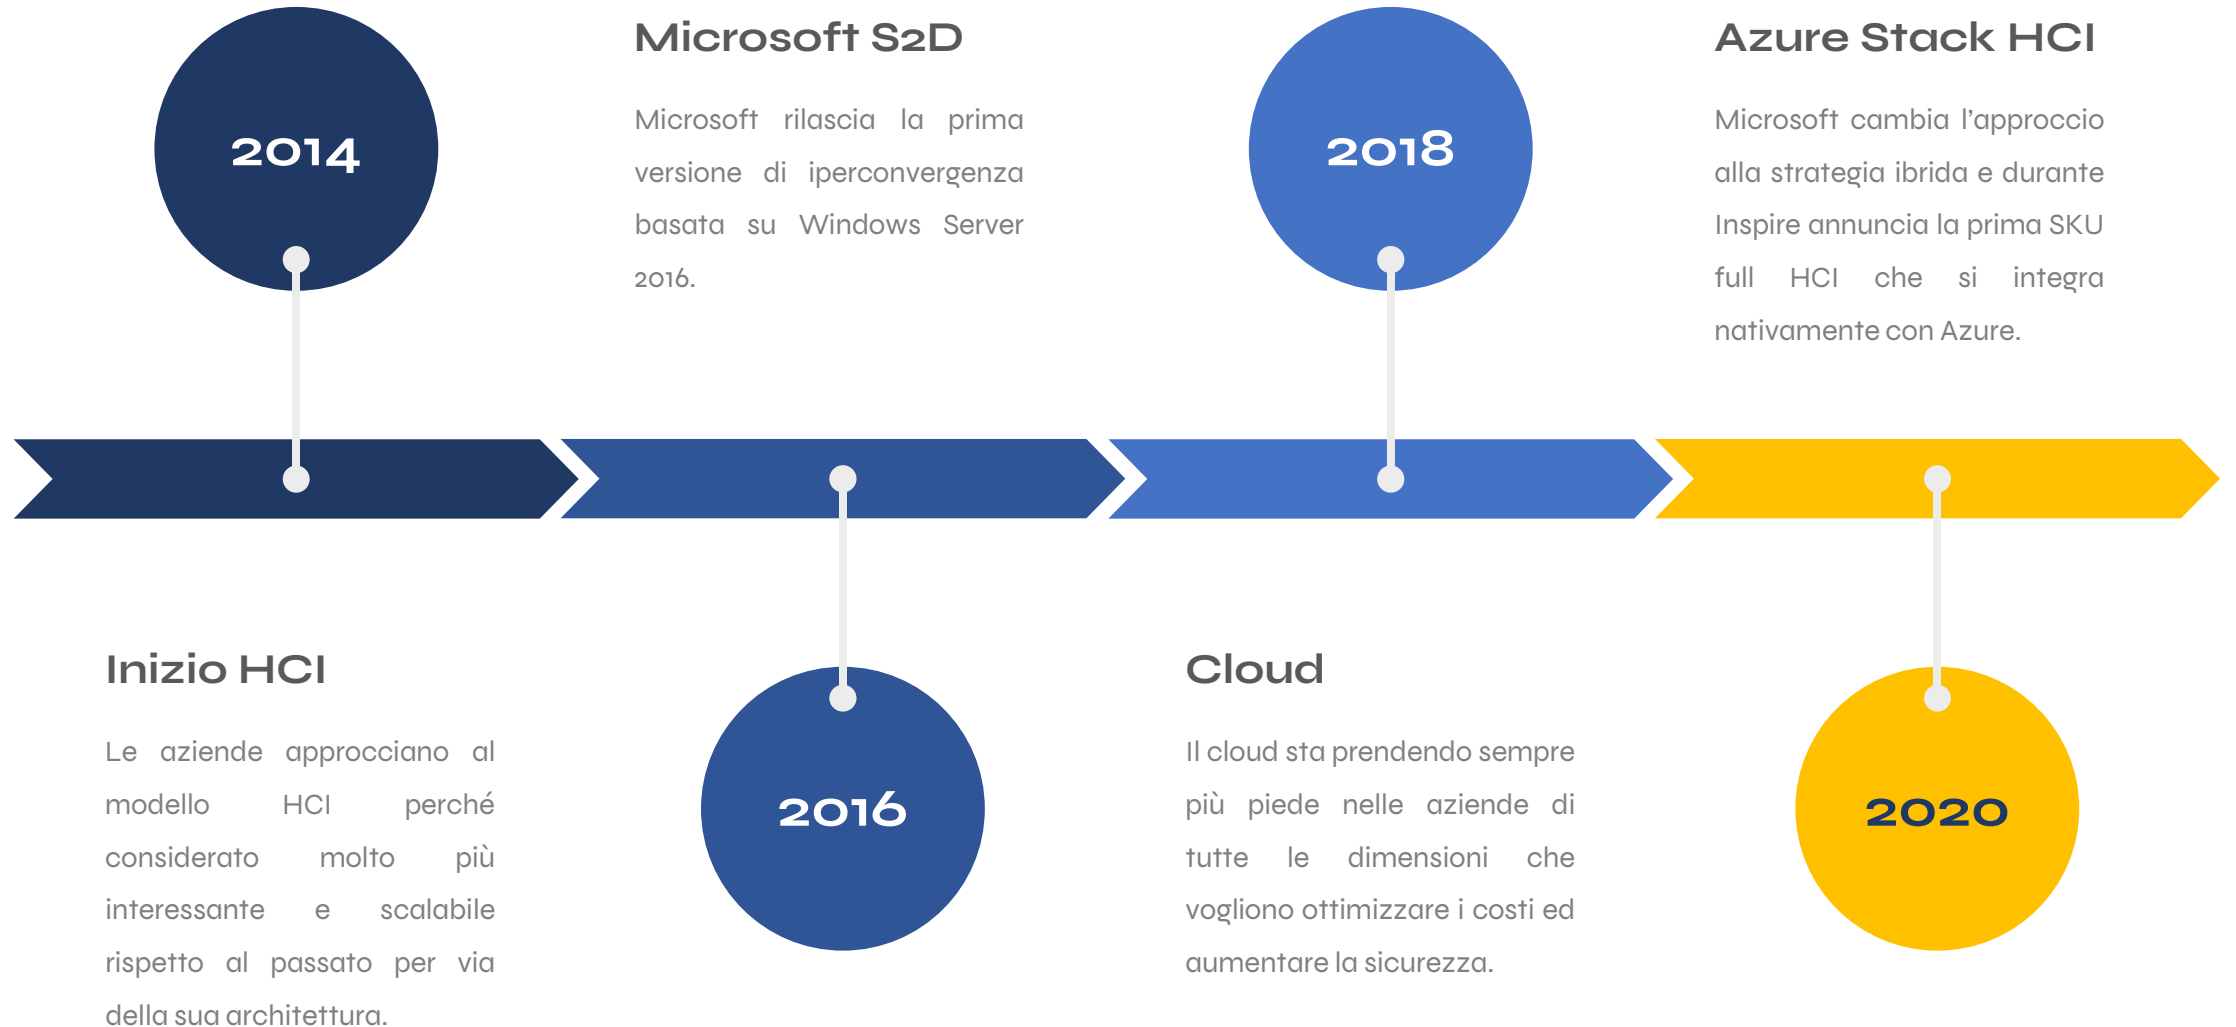 2014
Inizio HCI
Le aziende approcciano al
modello HCI perché
considerato molto più
interessante e scalabile
rispetto al passato per via
della sua architettura.
Microsoft S2D
Microsoft rilascia la prima
versione di iperconvergenza
basata su Windows Server
2016.
2016
2018
Cloud
Il cloud sta prendendo sempre
più piede nelle aziende di
tutte le dimensioni che
vogliono ottimizzare i costi ed
aumentare la sicurezza.
Azure Stack HCI
Microsoft cambia l’approccio
alla strategia ibrida e durante
Inspire annuncia la prima SKU
full HCI che si integra
nativamente con Azure.
2020